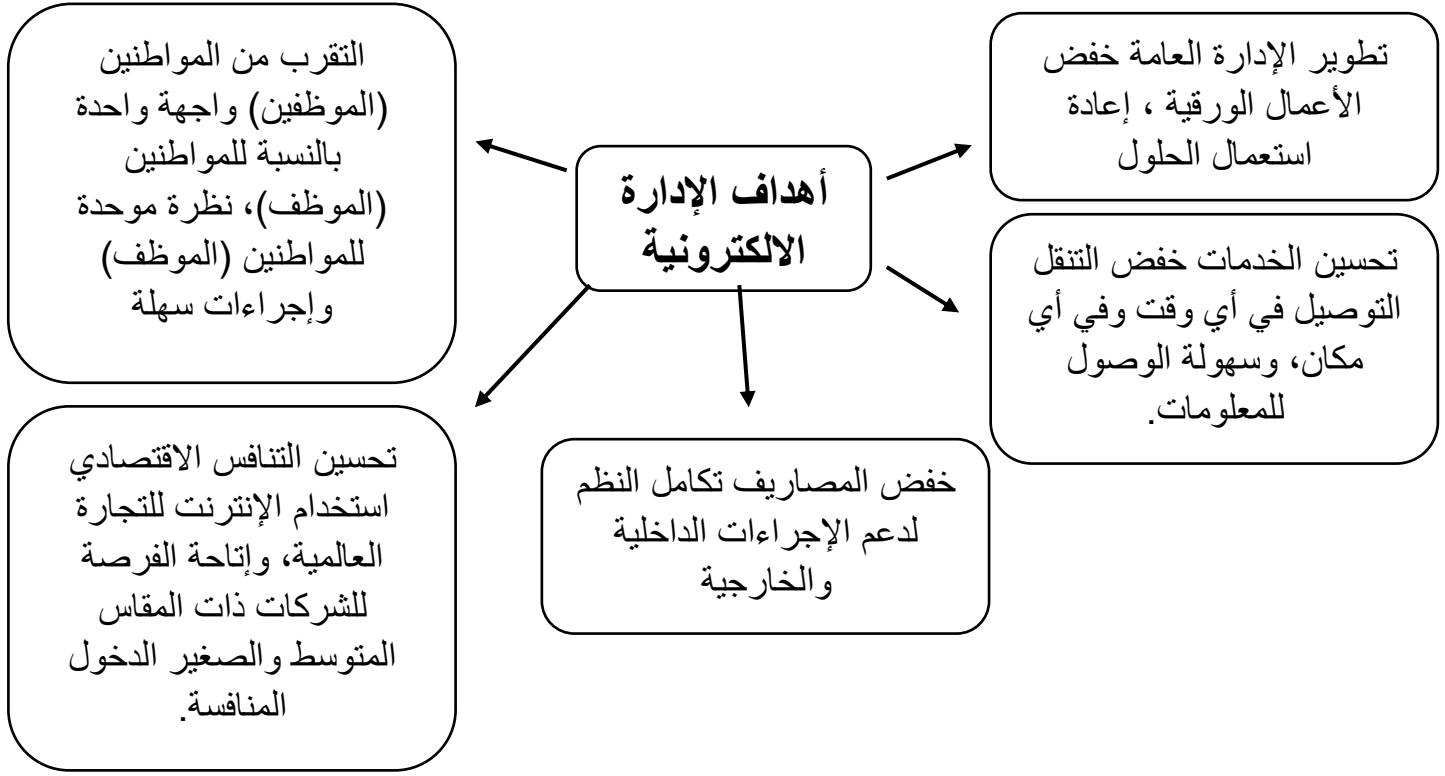 أهداف الإدارة
الالكترونية
تطوير الإدارة العامة خفض
الأعمال الورقية ، إعادة
استعمال الحلول
تحسين الخدمات خفض التنقل
التوصيل في أي وقت وفي أي
مكان، وسهولة الوصول
للمعلومات.
خفض المصاريف تكامل النظم
لدعم الإجراءات الداخلية
والخارجية
التقرب من المواطنين
(الموظفين) واجهة واحدة
بالنسبة للمواطنين
(الموظف)، نظرة موحدة
للمواطنين (الموظف)
وإجراءات سهلة
تحسين التنافس الاقتصادي
استخدام الإنترنت للتجارة
العالمية، وإتاحة الفرصة
للشركات ذات المقاس
المتوسط والصغير الدخول
المنافسة.